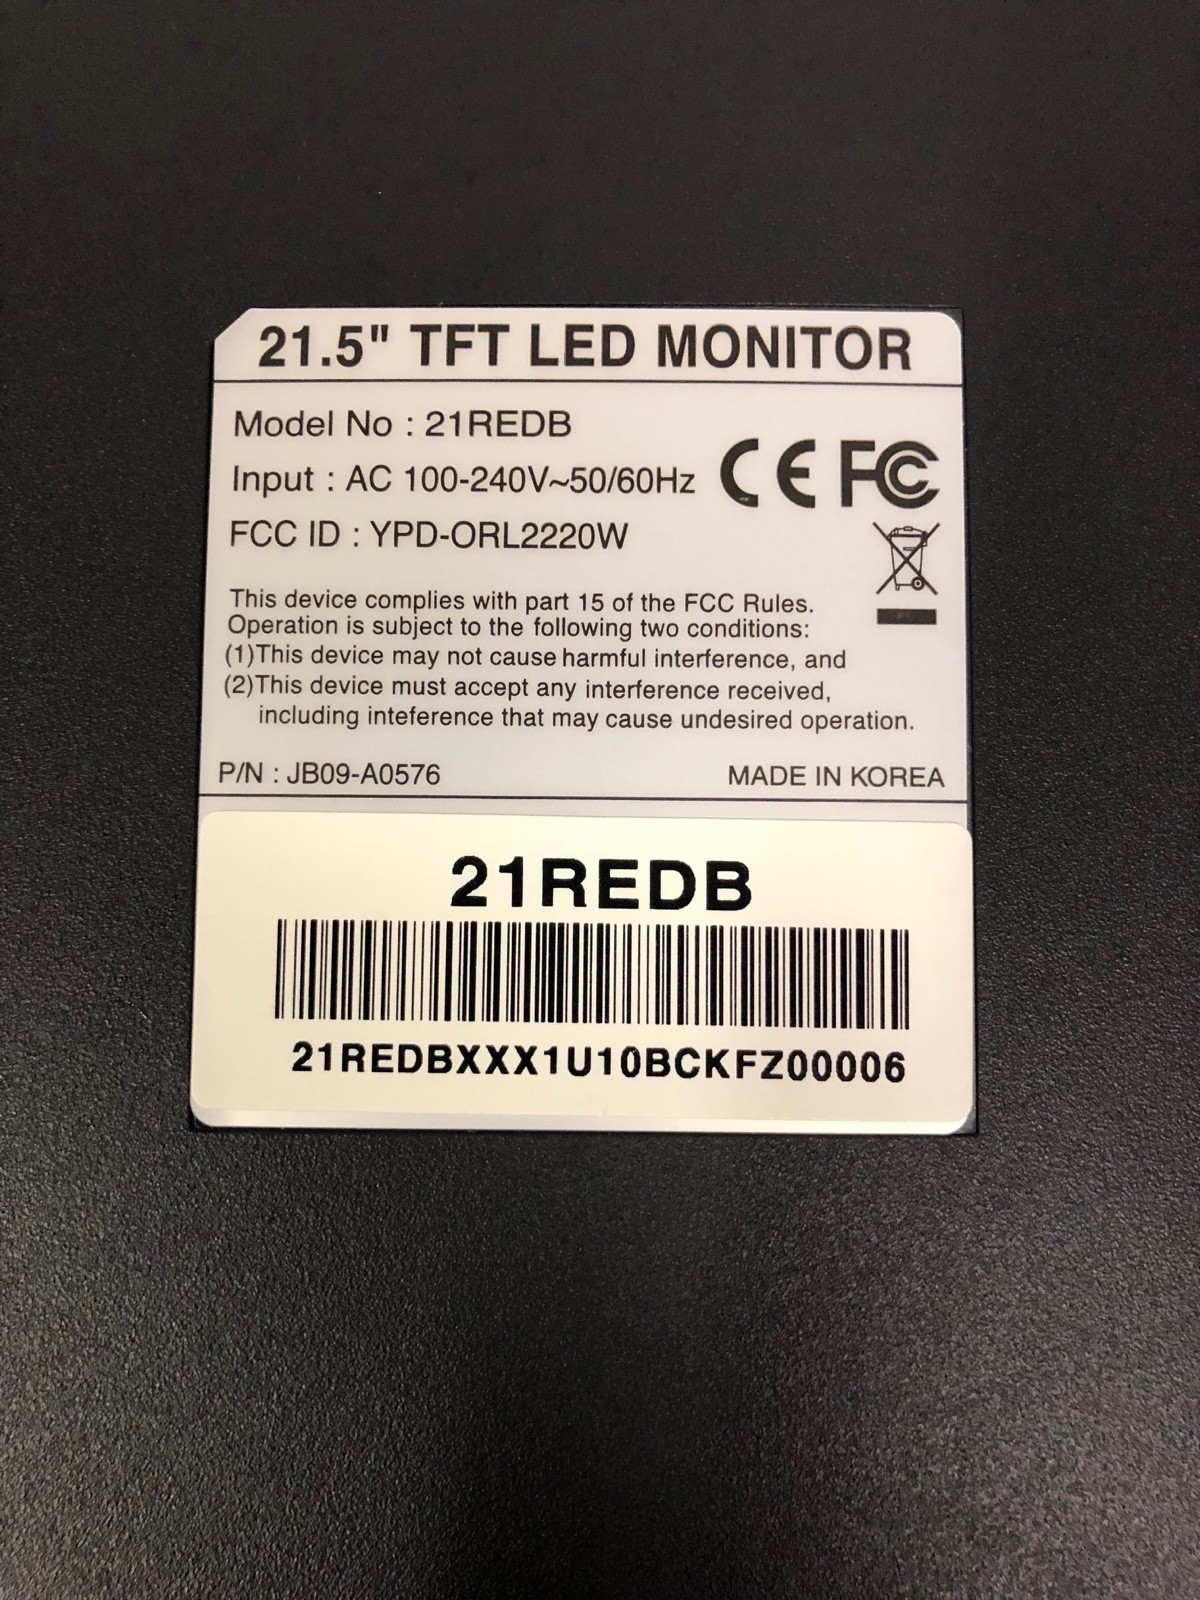 21.5" TFT LED MONITOR
Model No : 21REDB
Input : AC 100-240V~50/60Hz
CE FC
FCC ID : YPD-ORL2220W
This device complies with part 15 of the FCC Rules.
Operation is subject to the following two conditions:
(1)This device may not cause harmful interference, and
(2)This device must accept any interference received,
including inteference that may cause undesired operation.
P/N : JB09-A0576 MADE IN KOREA
21REDB
21REDBXXX1U10BCKFZ00006